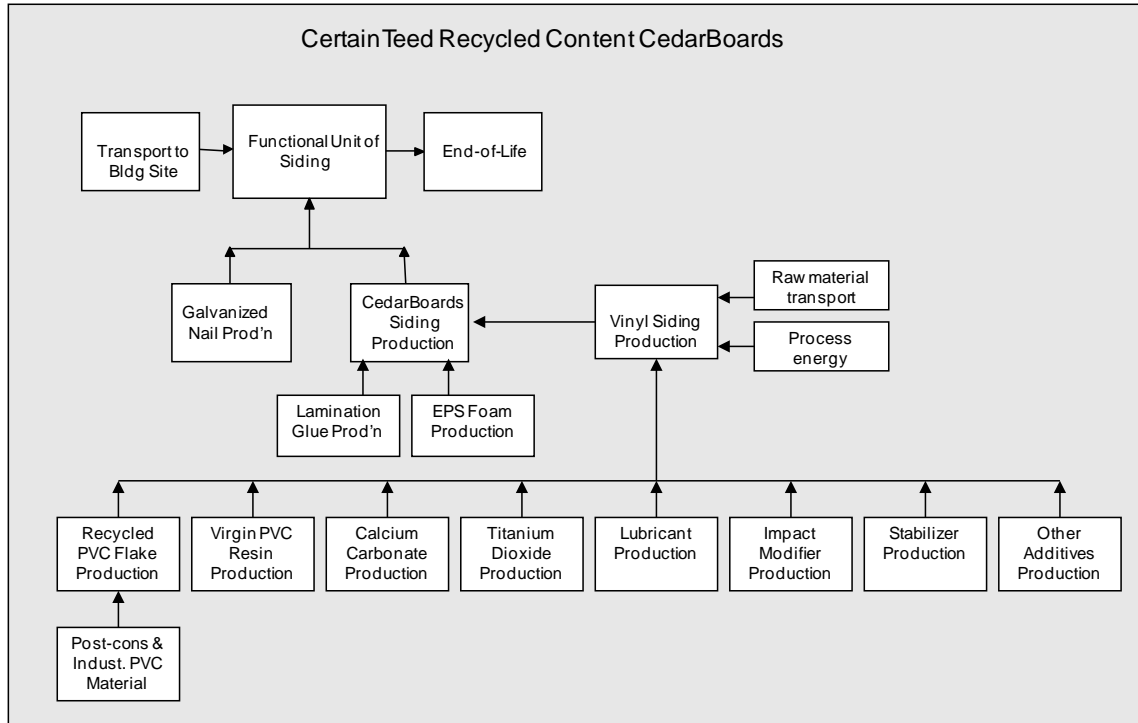 CertainTeed Recycled Content CedarBoards
Transport to
Bldg Site
Functional Unit of
Siding
End-of-Life
Galvanized
Nail Prod'n
CedarBoards
Siding
Production
Vinyl Siding
Production
Raw material
transport
Process
energy
Lamination
Glue Prod'n
EPS Foam
Production
Recycled
PVC Flake
Production
Virgin PVC
Resin
Production
Calcium
Carbonate
Production
Titanium
Dioxide
Production
Lubricant
Production
Impact
Modifier
Production
Stabilizer
Production
Other
Additives
Production
Post-cons &
Indust. PVC
Material